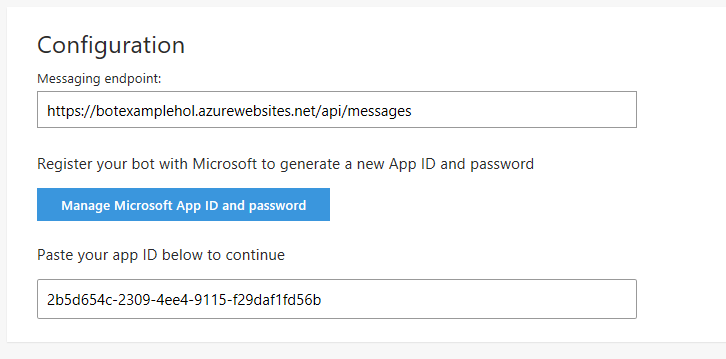 Configuration
Messaging endpoint:
https://botexamplehol.azurewebsites.net/api/messages
Register your bot with Microsoft to generate a new App ID and password
Manage Microsoft App ID and password
Paste your app ID below to continue
2b5d654c-2309-4ee4-9115-f29daf1fd56b